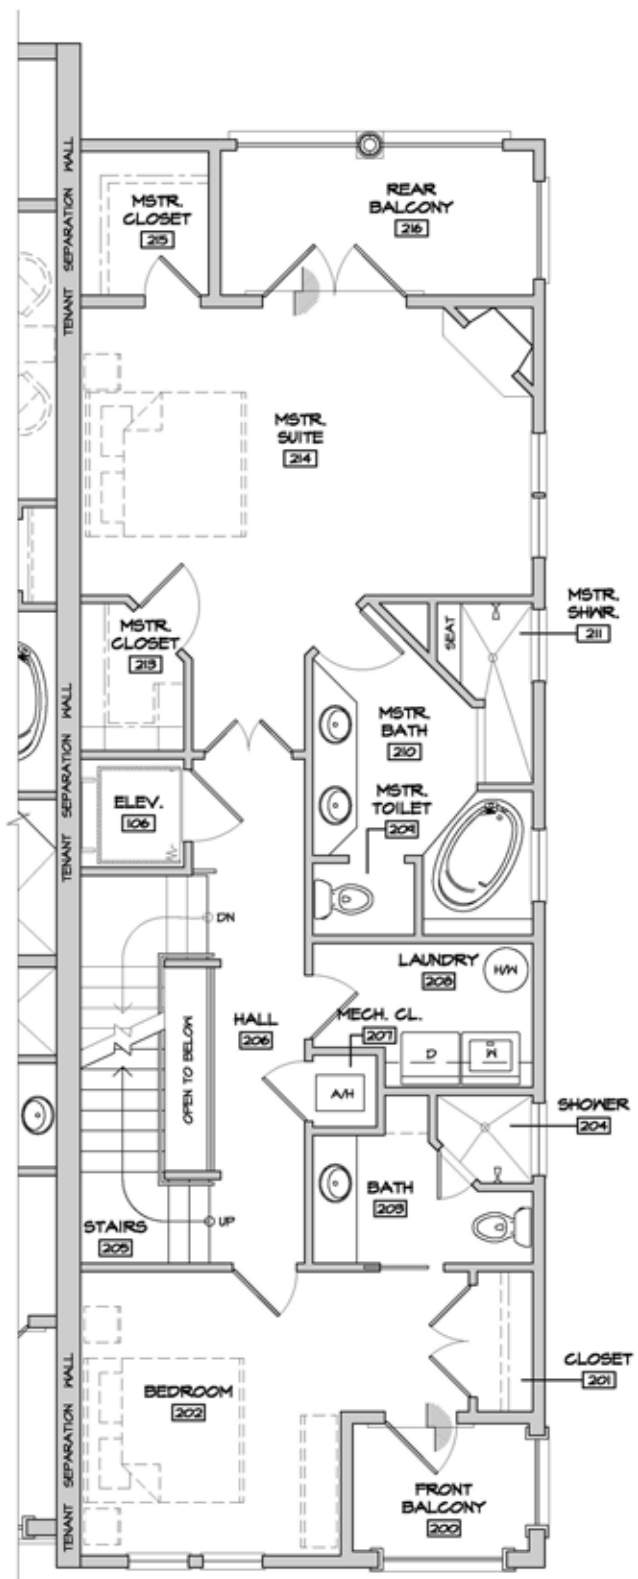 MSTR.
CLOSET
215
REAR
BALCONY
216
TENANT SEPARATION WALL
MSTR.
SUITE
214
MSTR.
CLOSET
213
SEAT
MSTR.
SHWR.
211
MSTR.
BATH
210
MSTR.
TOILET
209
TENANT SEPARATION WALL
ELEV.
106
DN
LAUNDRY
208
H/W
HALL
206
MECH. CL.
207
D
W
A/H
OPEN TO BELOW
SHOWER
204
BATH
203
UP
STAIRS
205
CLOSET
201
BEDROOM
202
TENANT SEPARATION WALL
FRONT
BALCONY
200